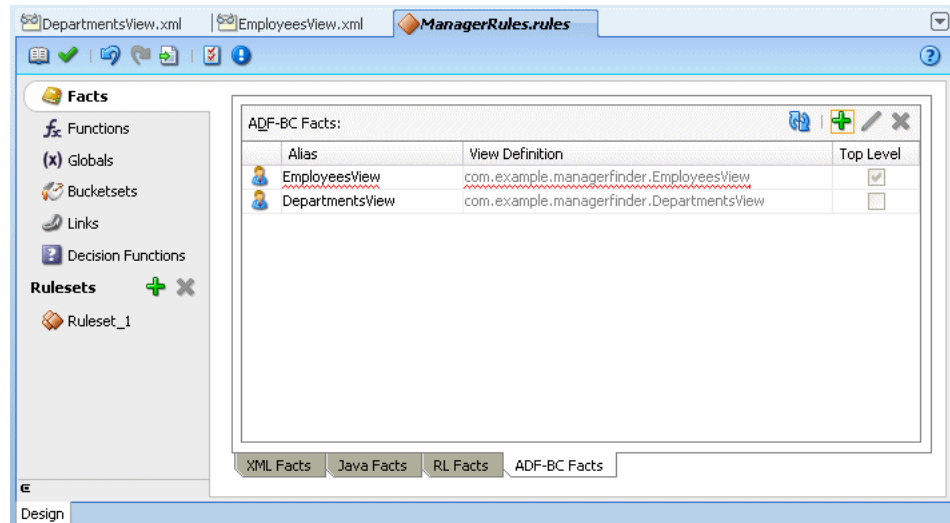 DepartmentsView.xml EmployeesView.xml ManagerRules.rules
Facts
Functions
Globals
Bucketsets
Links
Decision Functions
Rulesets
Ruleset_1
ADF-BC Facts:
Alias View Definition Top Level
EmployeesView com.example.managerfinder.EmployeesView
DepartmentsView com.example.managerfinder.DepartmentsView
XML Facts Java Facts RL Facts ADF-BC Facts
Design